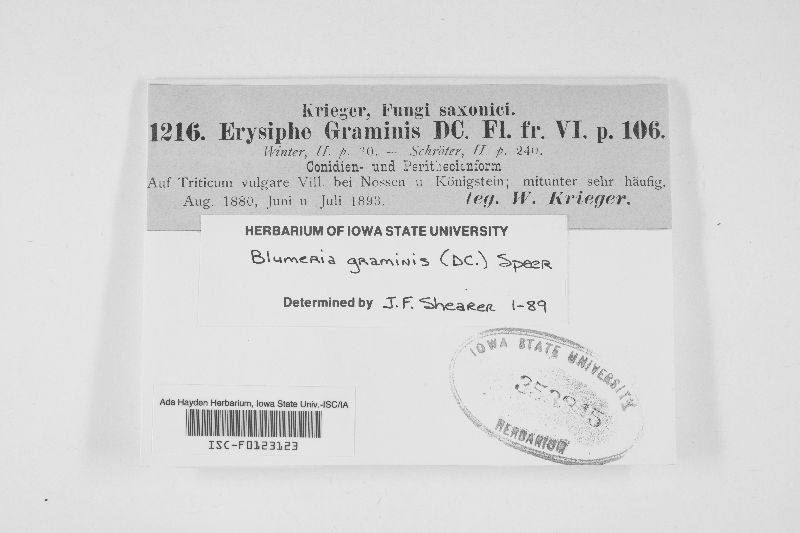 Krieger, Fungi saxonici.
1216. Erysiphe Graminis DC. Fl. fr. VI. p. 106.
Winter, II. p. 30. — Schröter, II p. 240.
Conidien- und Perithecienform
Auf Triticum vulgare Vill. bei Nossen u Königstein; mitunter sehr häufig.
Aug. 1880, Juni u Juli 1893. leg. W. Krieger.
HERBARIUM OF IOWA STATE UNIVERSITY
Blumeria graminis (DC.) Speer
Determined by J.F. Shearer 1-89
IOWA STATE UNIVERSITY
HERBARIUM
Ada Hayden Herbarium, Iowa State Univ.-ISC/IA
ISC-F0123123